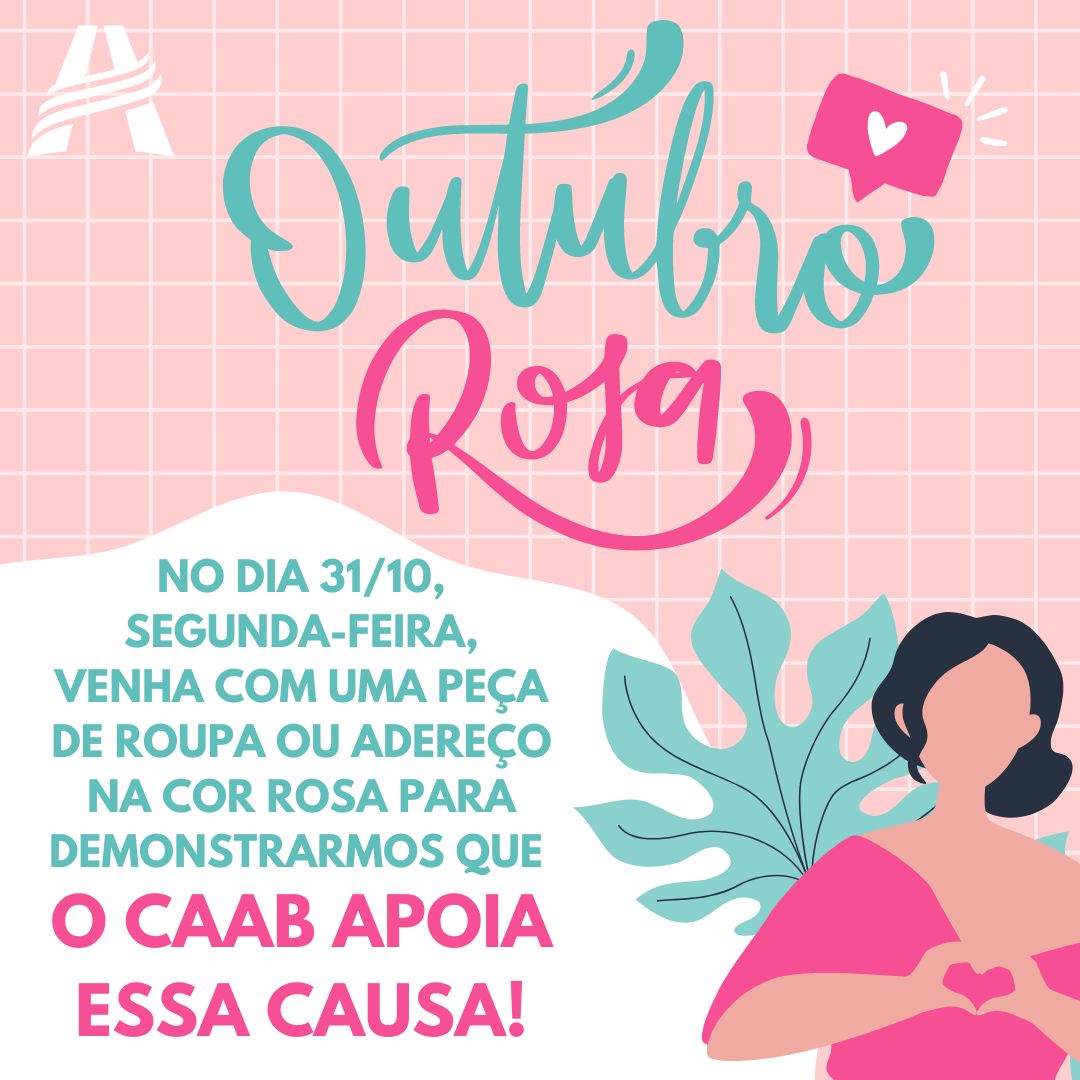 Outubro
Rosa
NO DIA 31/10,
SEGUNDA-FEIRA,
VENHA COM UMA PEÇA
DE ROUPA OU ADEREÇO
NA COR ROSA PARA
DEMONSTRARMOS QUE
O CAAB APOIA
ESSA CAUSA!